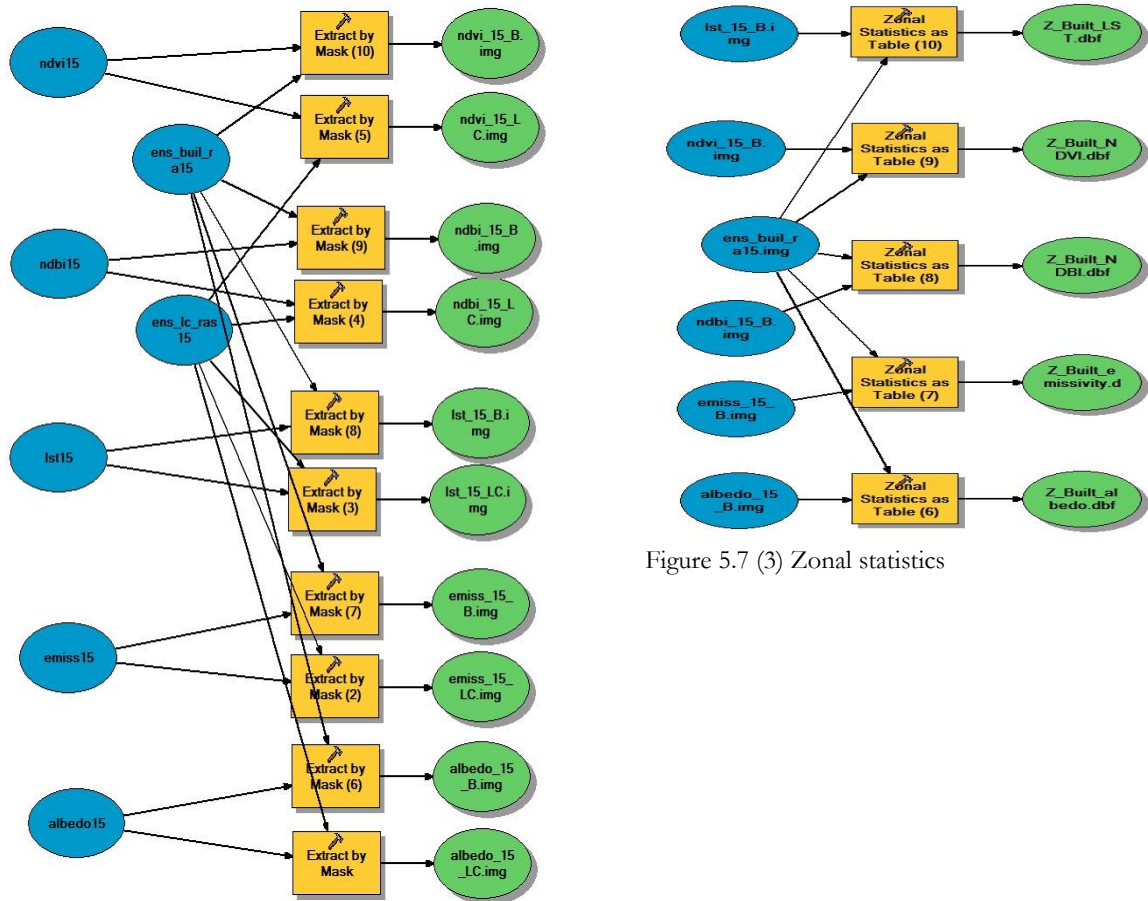 ndvi15
ens_buil_r
a15
ndbi15
ens_lc_ras
15
lst15
emiss15
albedo15
Extract by
Mask (10)
ndvi_15_B.
img
Extract by
Mask (5)
ndvi_15_L
C.img
Extract by
Mask (9)
ndbi_15_B
.img
Extract by
Mask (4)
ndbi_15_L
C.img
Extract by
Mask (8)
lst_15_B.i
mg
Extract by
Mask (3)
lst_15_LC.i
mg
Extract by
Mask (7)
emiss_15_
B.img
Extract by
Mask (2)
emiss_15_
LC.img
Extract by
Mask (6)
albedo_15
_B.img
Extract by
Mask
albedo_15
_LC.img
lst_15_B.i
mg
Zonal
Statistics as
Table (10)
Z_Built_LS
T.dbf
ndvi_15_B.
img
Zonal
Statistics as
Table (9)
Z_Built_N
DVI.dbf
ens_buil_r
a15.img
Zonal
Statistics as
Table (8)
Z_Built_N
DBI.dbf
ndbi_15_B.
img
emiss_15_
B.img
Zonal
Statistics as
Table (7)
Z_Built_e
missivity.d
albedo_15
_B.img
Zonal
Statistics as
Table (6)
Z_Built_al
bedo.dbf
Figure 5.7 (3) Zonal statistics